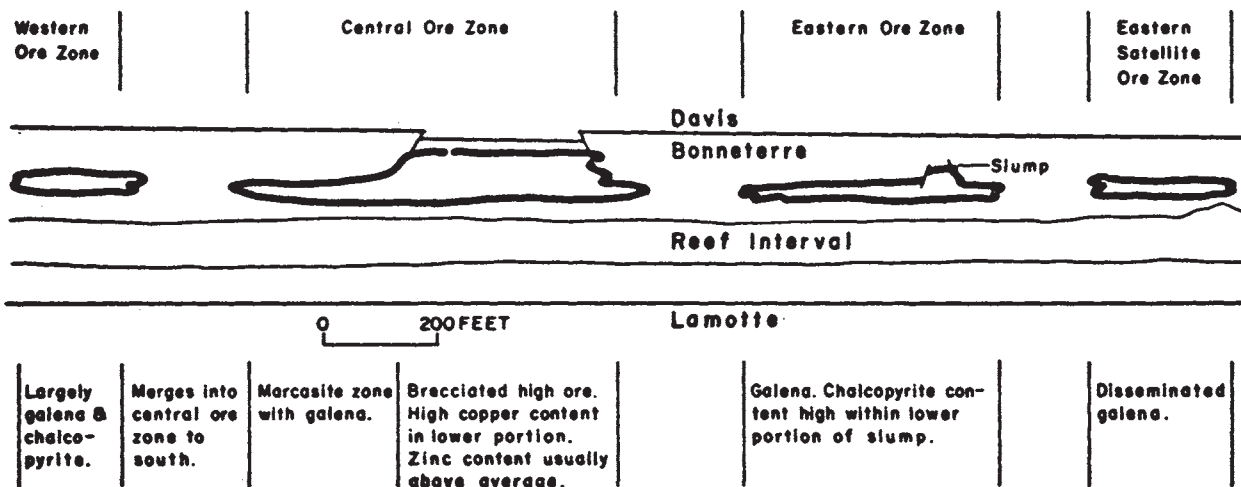 Western
Ore Zone
Central Ore Zone
Eastern Ore Zone
Eastern
Satellite
Ore Zone
Davis
Bonneterre
Slump
Reef Interval
0 200 FEET
Lamotte
Largely
galena &
chalco-
pyrite.
Merges into
central ore
zone to
south.
Marcasite zone
with galena.
Brecciated high ore.
High copper content
in lower portion.
Zinc content usually
above average.
Galena. Chalcopyrite con-
tent high within lower
portion of slump.
Disseminated
galena.